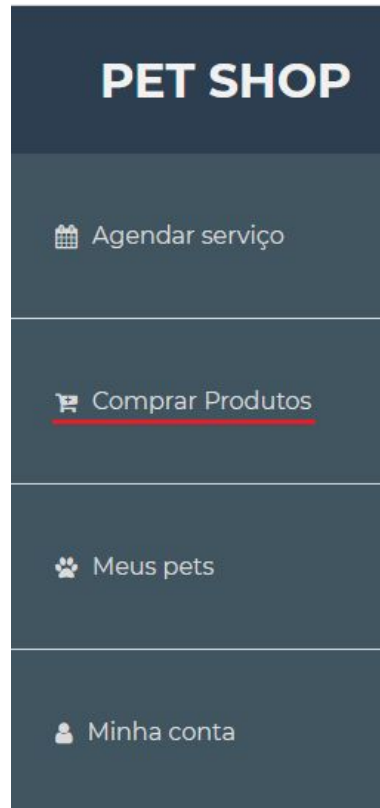 PET SHOP
Agendar serviço
Comprar Produtos
Meus pets
Minha conta